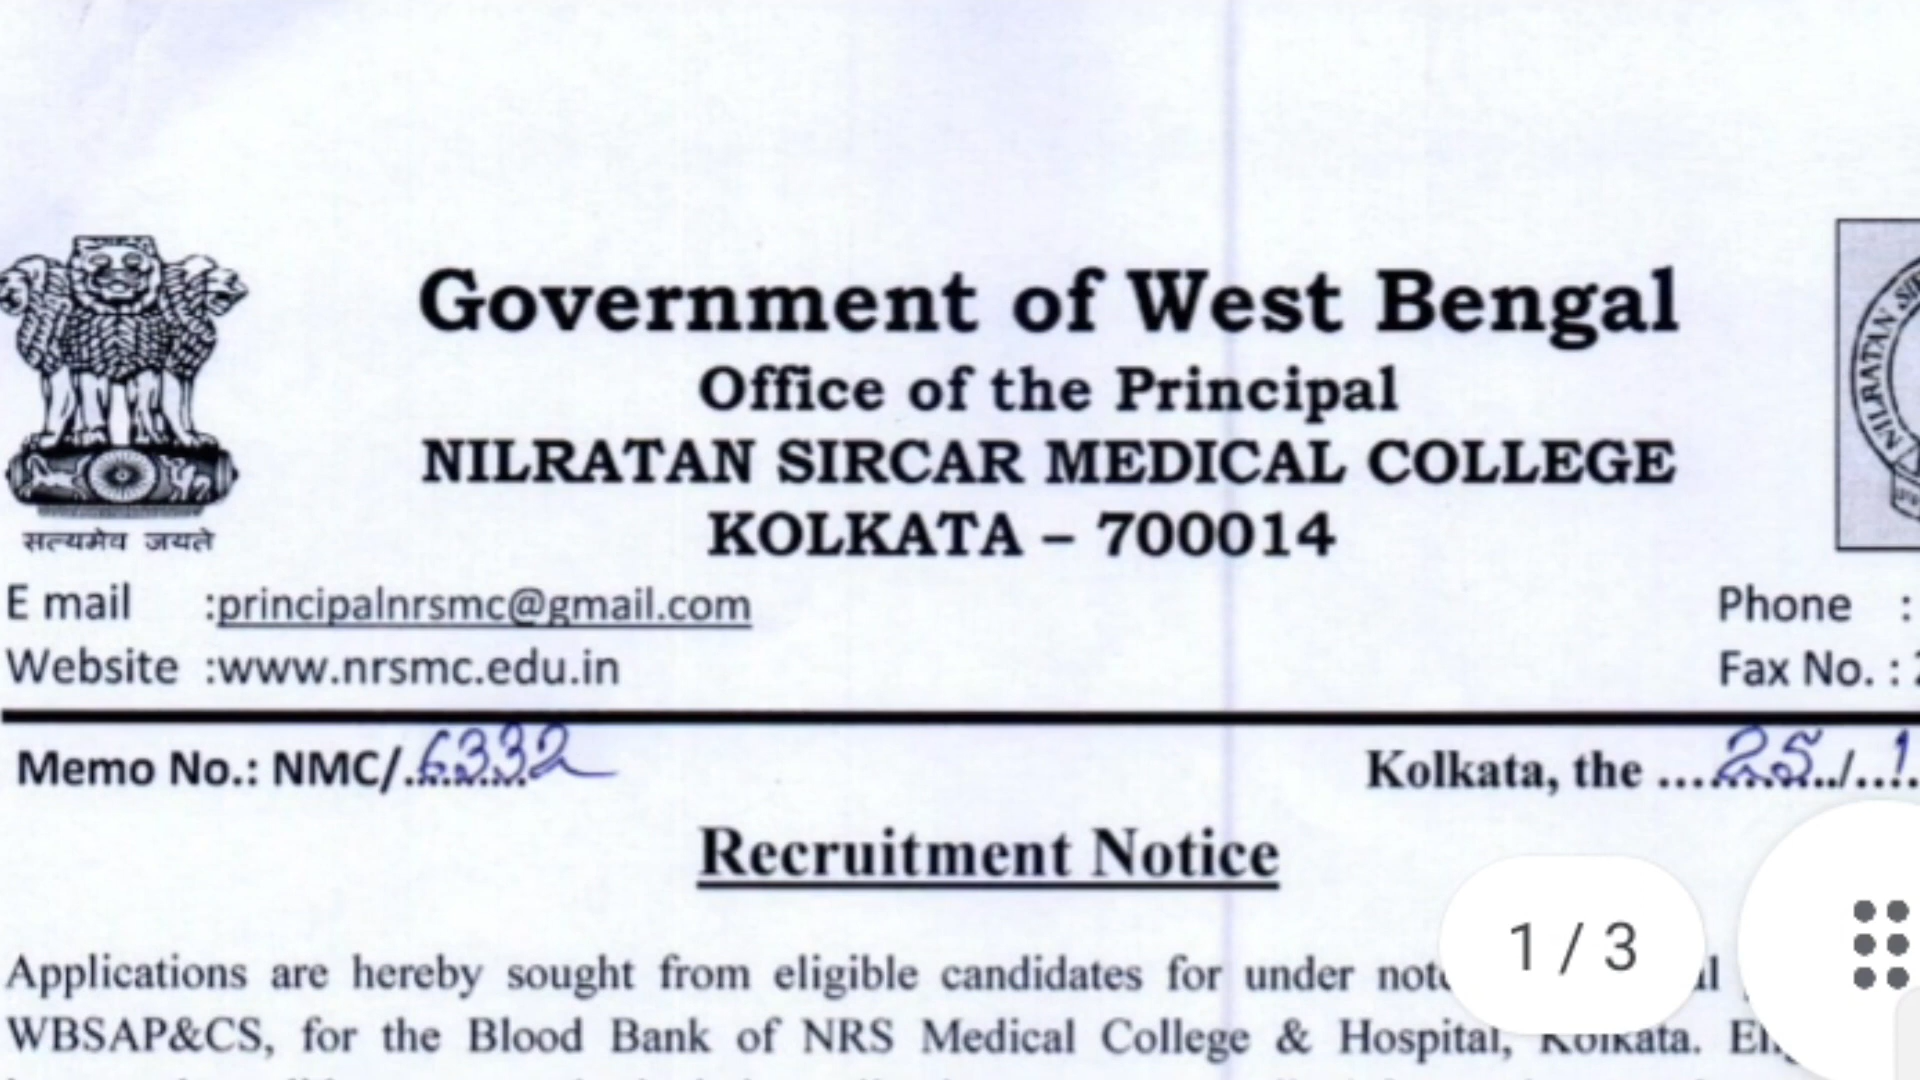 Government of West Bengal
Office of the Principal
NILRATAN SIRCAR MEDICAL COLLEGE
KOLKATA – 700014
सत्यमेव जयते
NILRATAN
E mail :principalnrsmc@gmail.com
Phone :
Website :www.nrsmc.edu.in
Fax No. :
Memo No.: NMC/.6332
Kolkata, the ....25../.1..
Recruitment Notice
1 / 3
Applications are hereby sought from eligible candidates for under
WBSAP&CS, for the Blood Bank of NRS Medical College & Hospital, Kolkata.